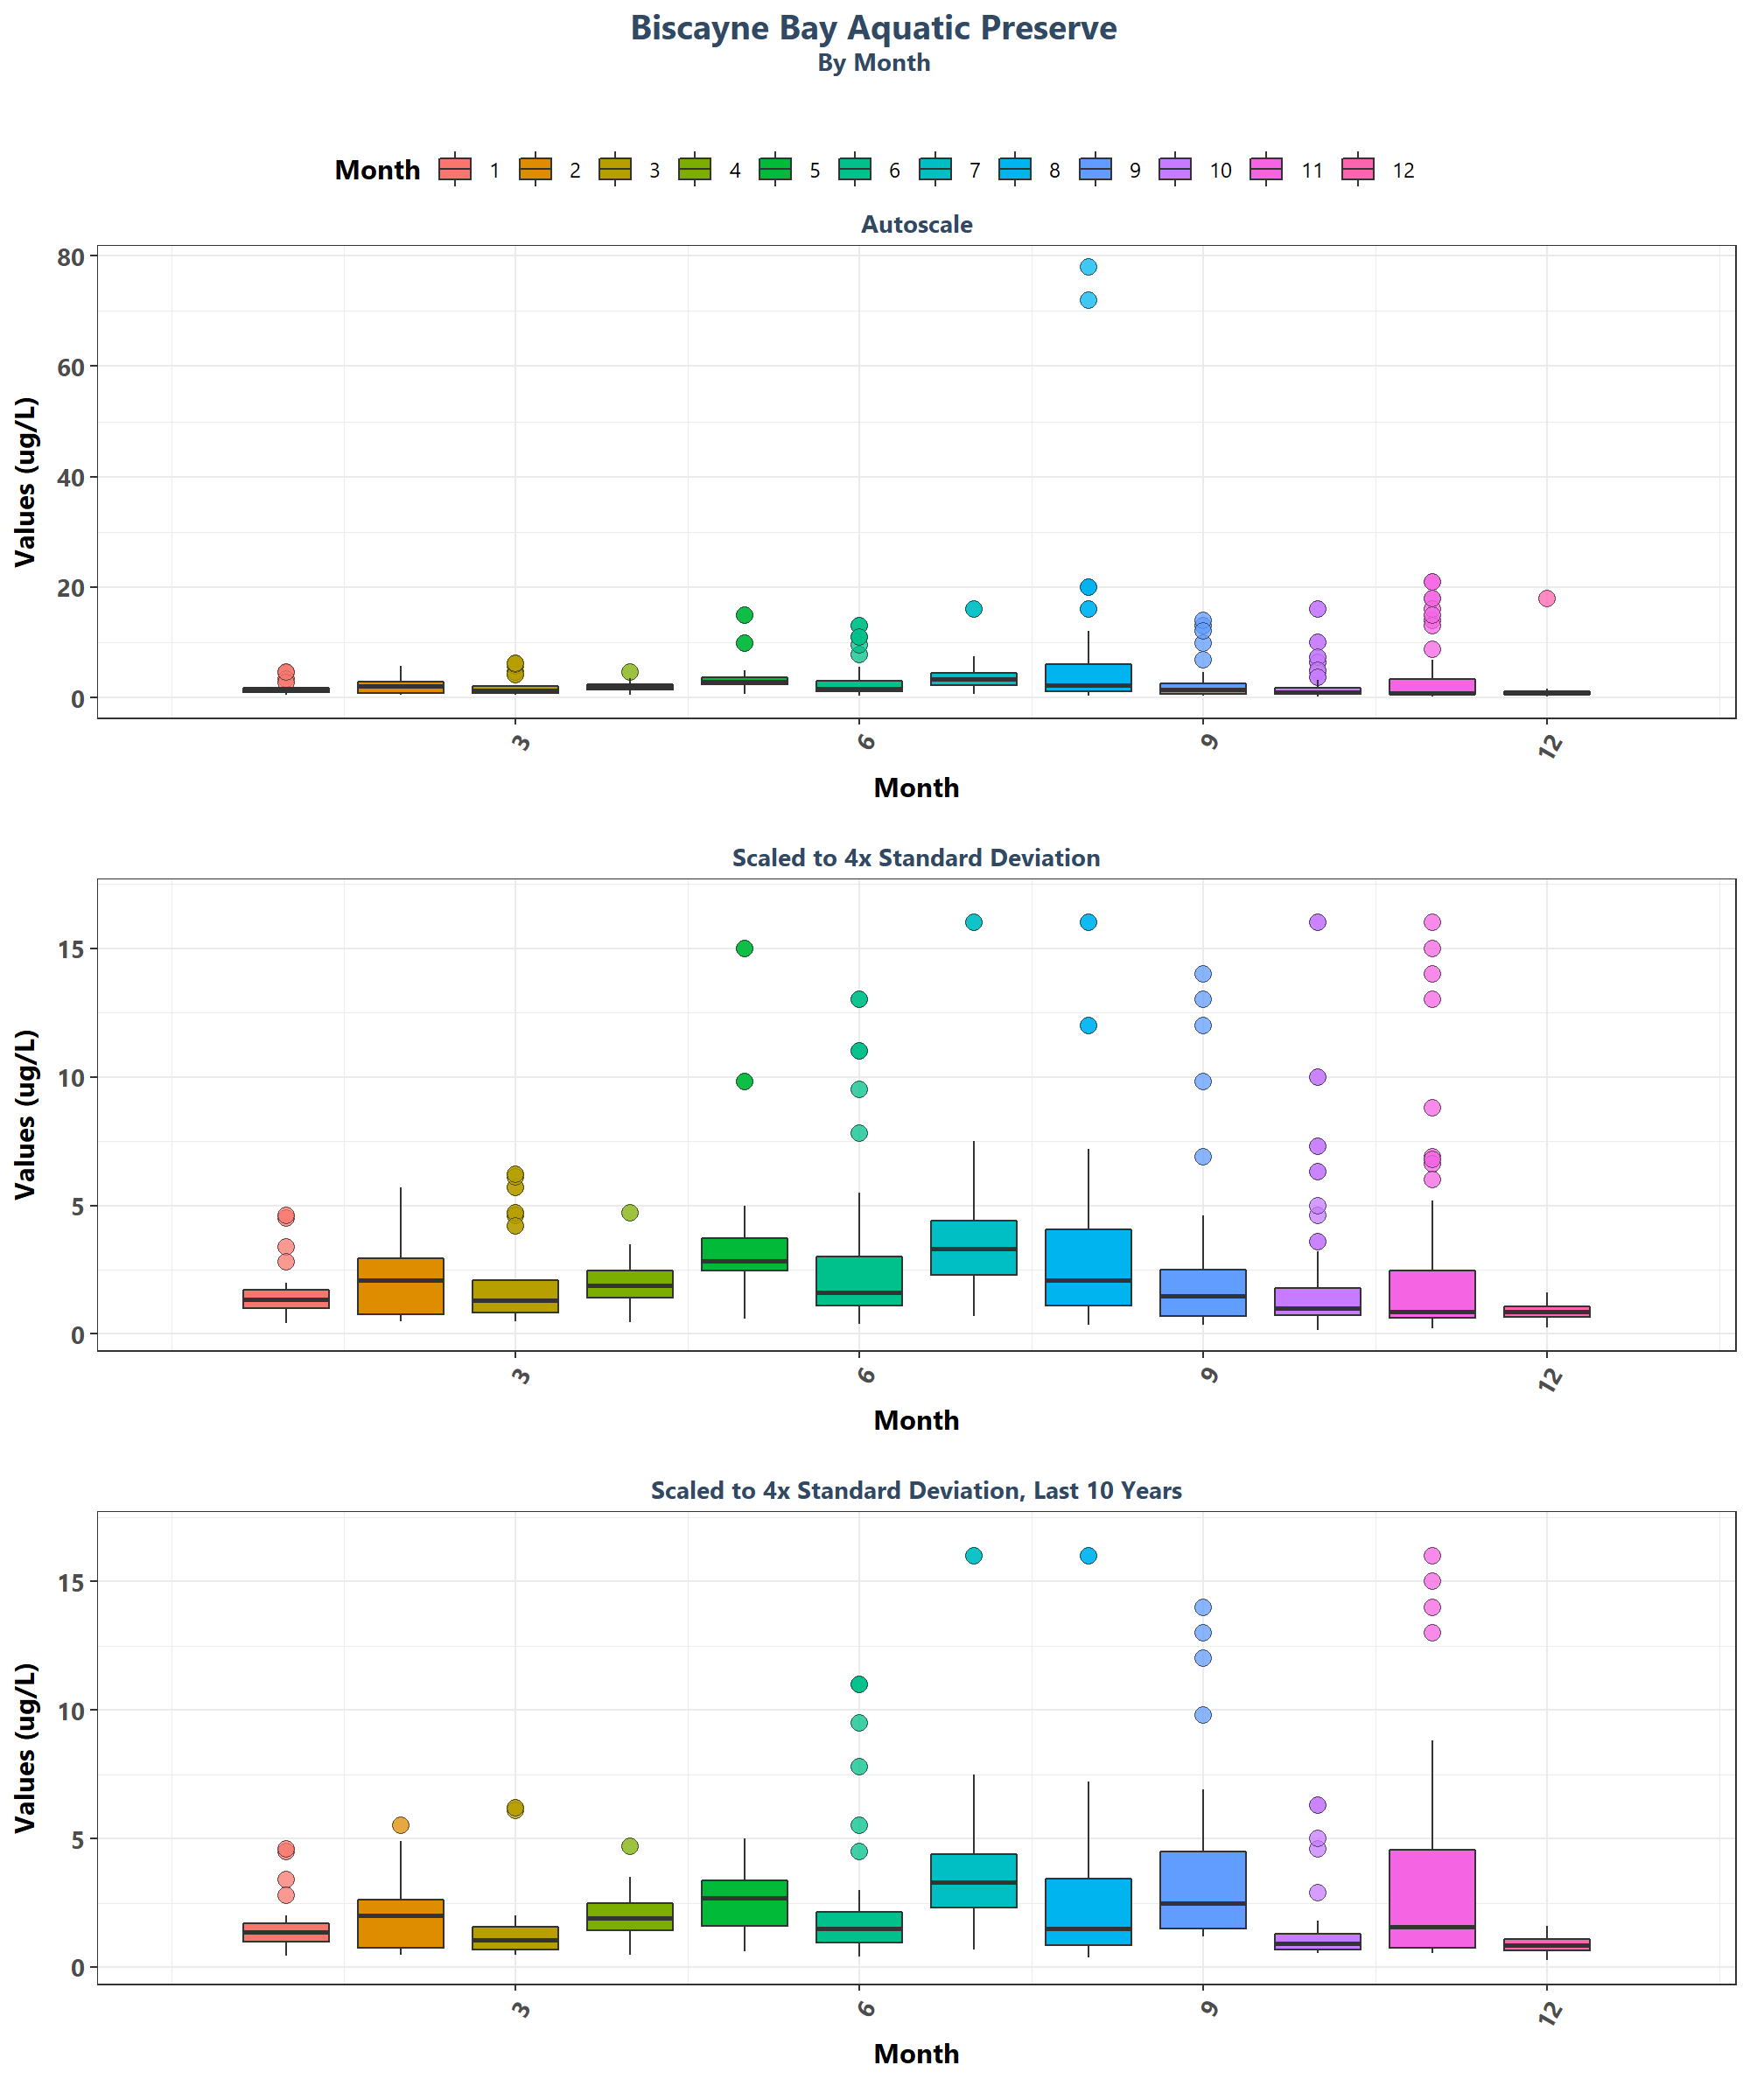 Biscayne Bay Aquatic Preserve
By Month
Month 1 2 3 4 5 6 7 8 9 10 11 12
Autoscale
80
60
40
20
0
Values (ug/L)
3 6 9 12
Month
Scaled to 4x Standard Deviation
15
10
5
0
Values (ug/L)
3 6 9 12
Month
Scaled to 4x Standard Deviation, Last 10 Years
15
10
5
0
Values (ug/L)
3 6 9 12
Month